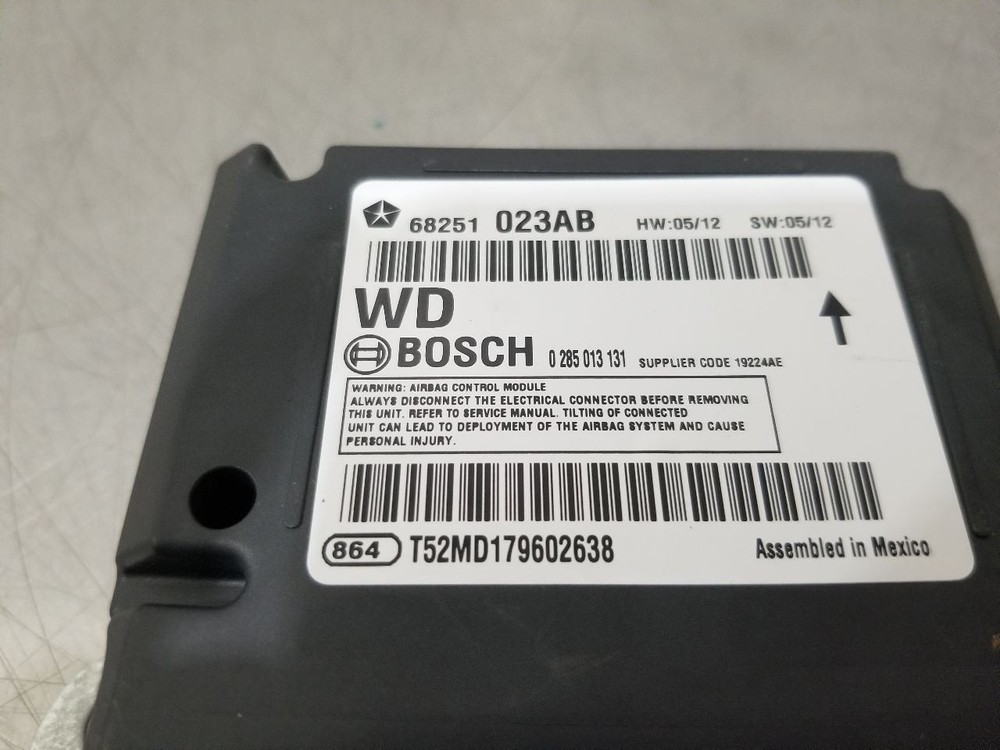 68251 023AB HW:05/12 SW:05/12
WD
BOSCH 0 285 013 131 SUPPLIER CODE 19224AE
WARNING: AIRBAG CONTROL MODULE
ALWAYS DISCONNECT THE ELECTRICAL CONNECTOR BEFORE REMOVING
THIS UNIT. REFER TO SERVICE MANUAL. TILTING OF CONNECTED
UNIT CAN LEAD TO DEPLOYMENT OF THE AIRBAG SYSTEM AND CAUSE
PERSONAL INJURY.
864 T52MD179602638 Assembled in Mexico